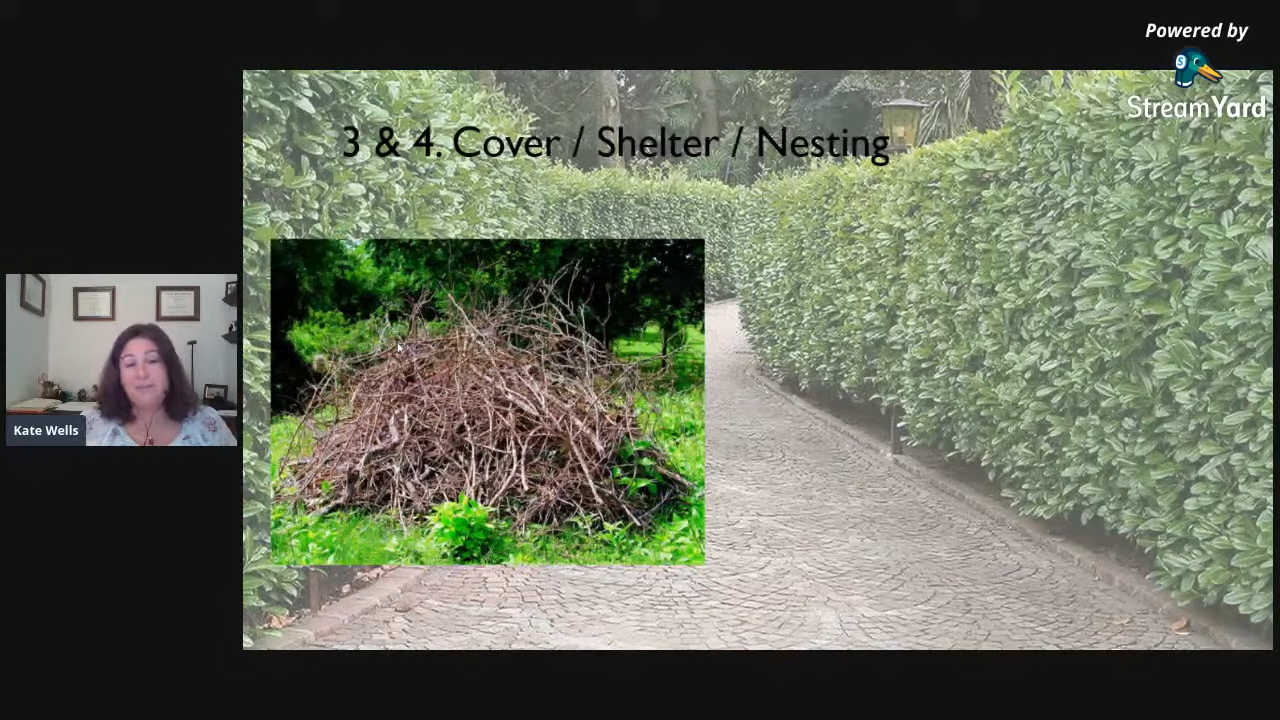 Powered by
StreamYard
3 & 4. Cover / Shelter / Nesting
Kate Wells